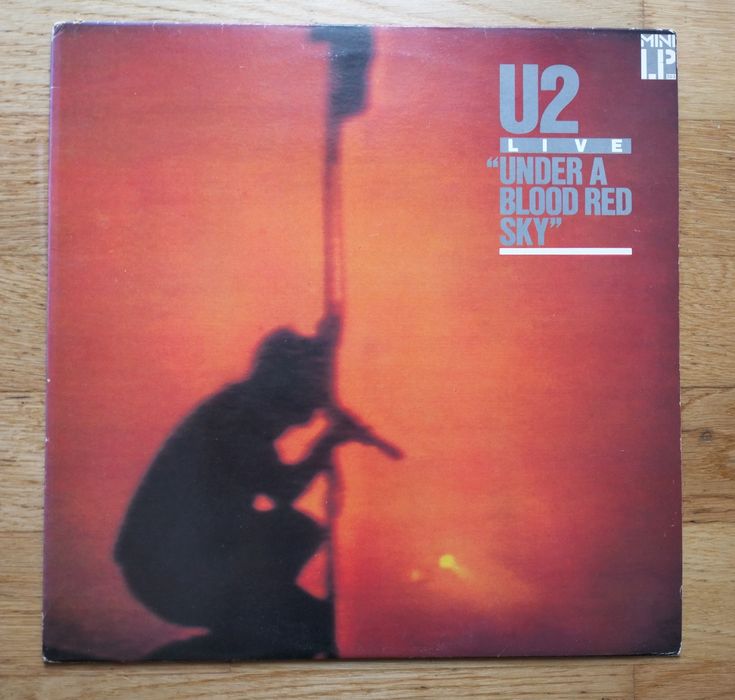 MINI
LP
U2
LIVE
“UNDER A
BLOOD RED
SKY”